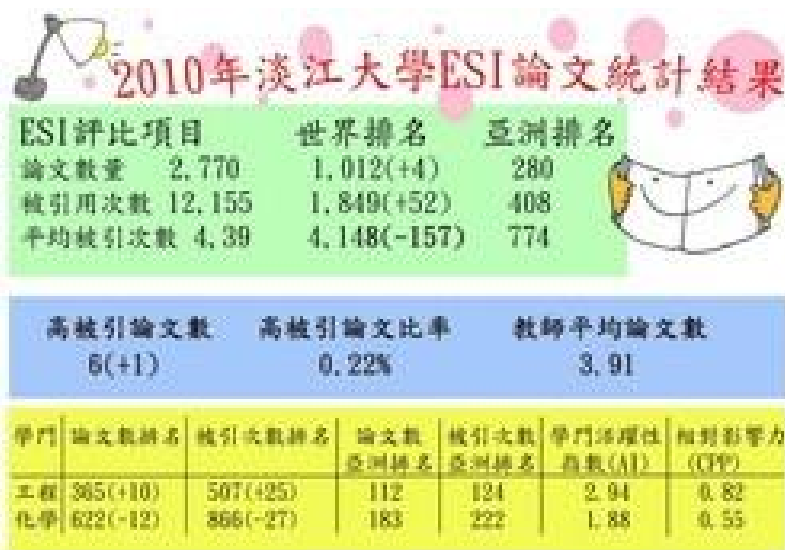 2010年淡江大學ESI論文統計結果
ESI評比項目 世界排名 亞洲排名
論文數量 2,770 1,012(+4) 280
被引用次數 12,155 1,849(+52) 408
平均被引次數 4.39 4,148(-157) 774
高被引論文數 高被引論文比率 教師平均論文數
6(+1) 0.22% 3.91
學門 論文數排名 被引次數排名 論文數 被引次數 學門活躍性 相對影響力
亞洲排名 亞洲排名 指數(AI) (CPP)
工程 365(+10) 507(+25) 112 124 2.94 0.82
化學 622(-12) 866(-27) 183 222 1.88 0.55